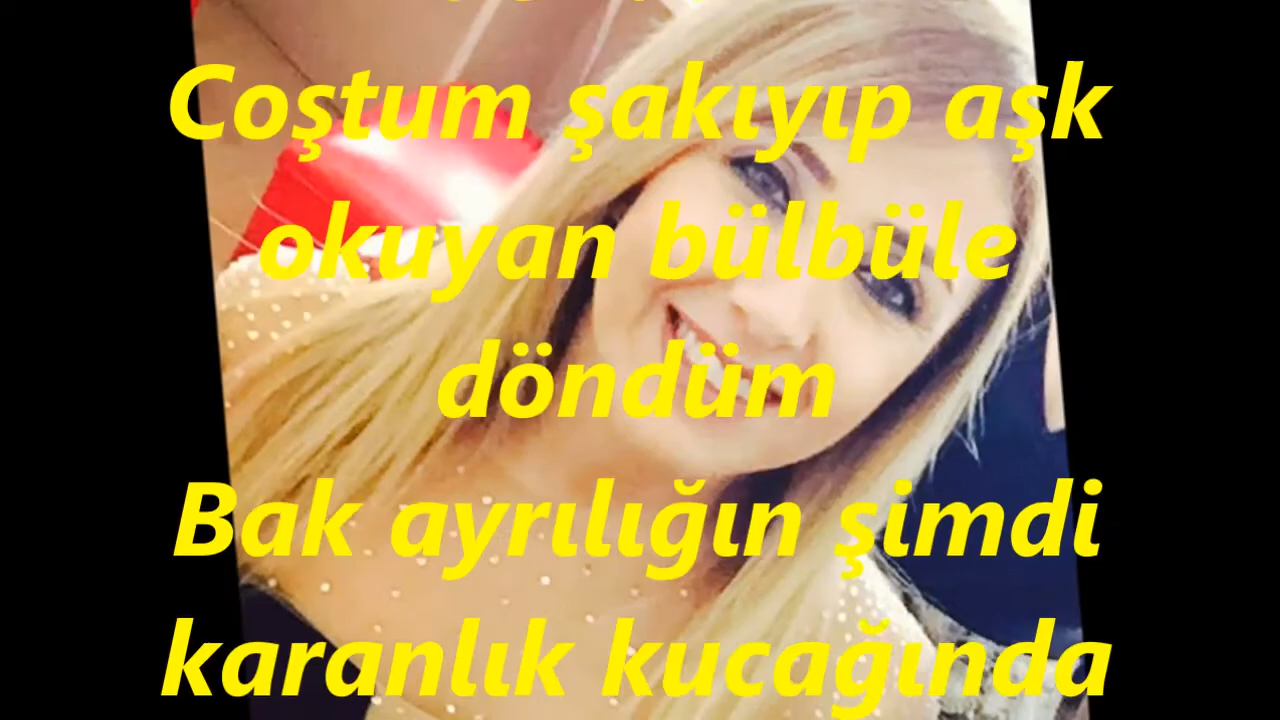 Coştum şakıyıp aşk
okuyan bülbüle
döndüm
Bak ayrılığın şimdi
karanlık kucağında